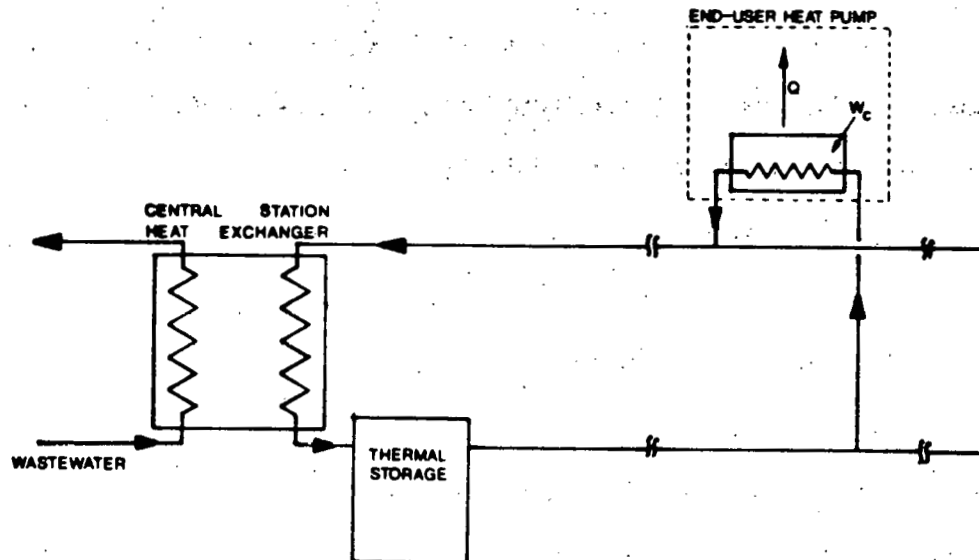 END-USER HEAT PUMP
Q
Wc
CENTRAL STATION
HEAT EXCHANGER
WASTEWATER
THERMAL
STORAGE